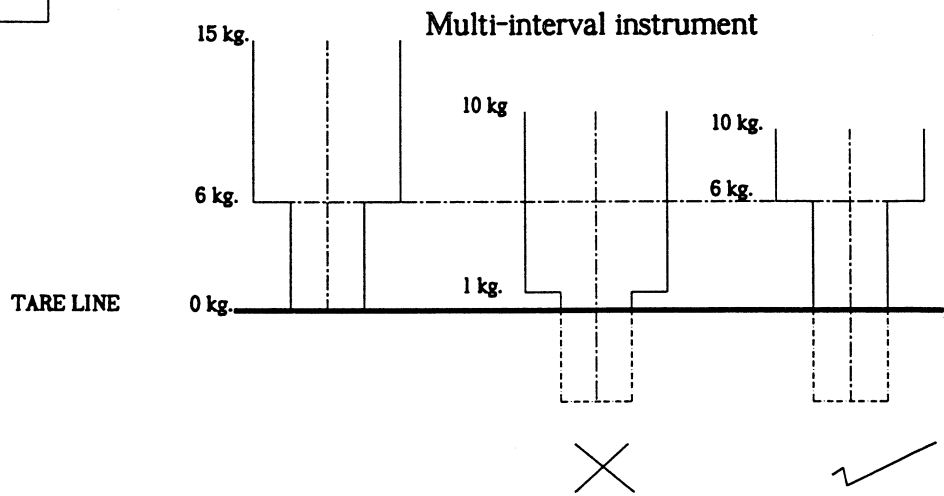 Multi-interval instrument
15 kg.
10 kg
10 kg.
6 kg.
6 kg.
1 kg.
TARE LINE
0 kg.